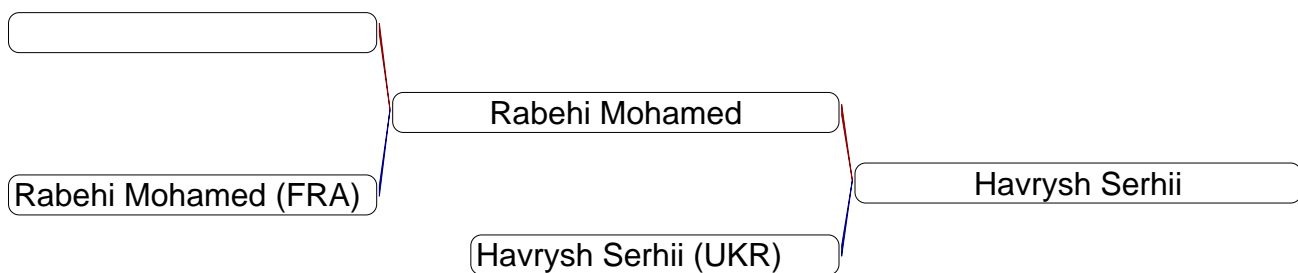 Rabehi Mohamed
Havrysh Serhii
Rabehi Mohamed (FRA)
Havrysh Serhii (UKR)